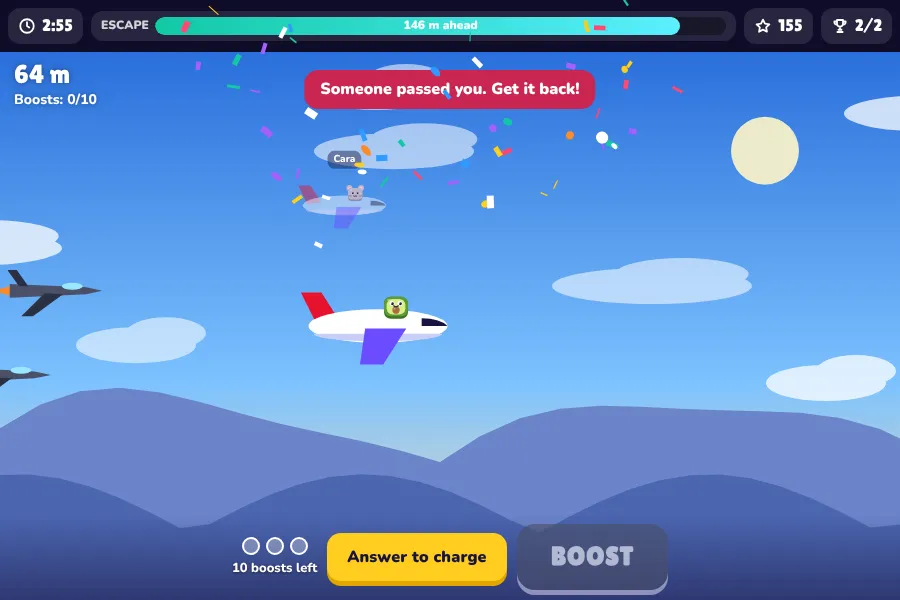 2:55
ESCAPE
146 m ahead
155
2/2
64 m
Boosts: 0/10
Someone passed you. Get it back!
Cara
10 boosts left
Answer to charge
BOOST